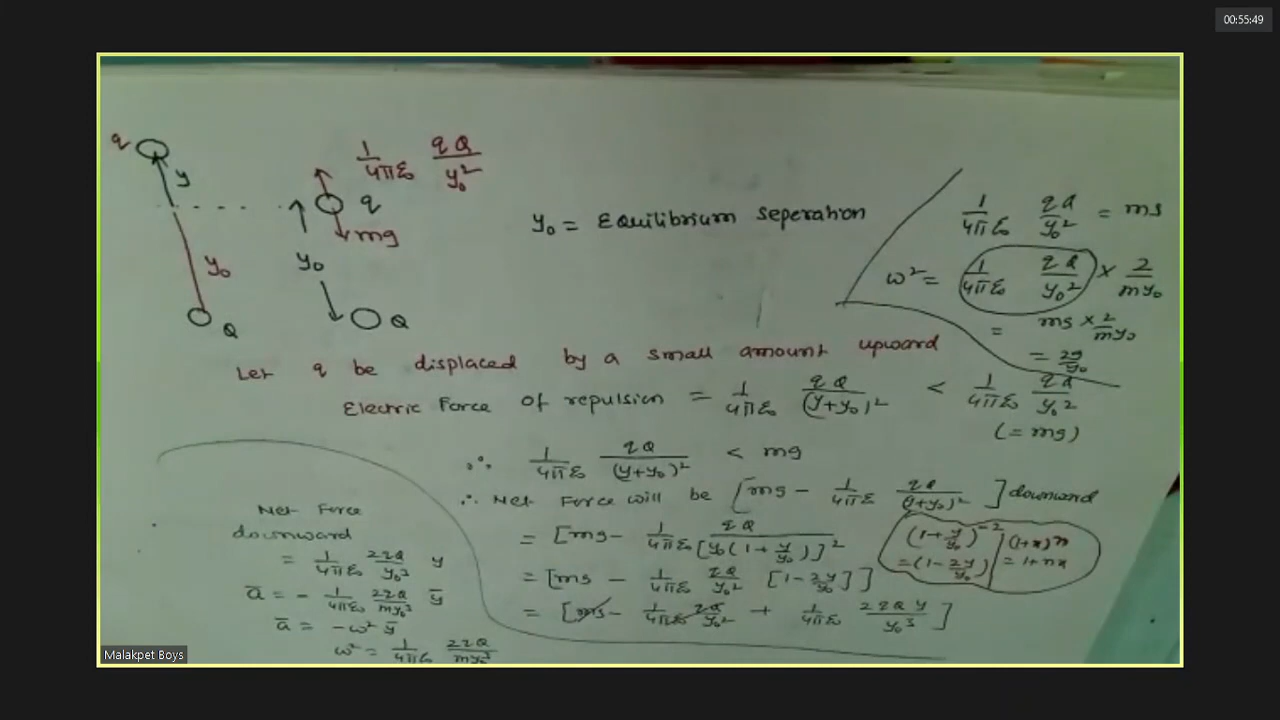 00:55:49
q
y
y₀
Q
1/4πε₀ qQ/y₀²
q
mg
y₀
Q
y₀ = Equilibrium seperation
1/4πε₀ qQ/y₀² = mg
ω² = 1/4πε₀ qQ/y₀² × 2/my₀
= mg × 2/my₀
= 2g/y₀
Let q be displaced by a small amount upward
Electric Force of repulsion = 1/4πε₀ qQ/(y+y₀)² < 1/4πε₀ qQ/y₀²
(= mg)
∴ 1/4πε₀ qQ/(y+y₀)² < mg
∴ Net Force will be [mg - 1/4πε₀ qQ/(y+y₀)²] downward
= [mg - 1/4πε₀ qQ/[y₀(1+y/y₀)]²
(1+y/y₀)⁻²
=(1-2y/y₀)
(1+x)n
= 1+nx
= [mg - 1/4πε₀ qQ/y₀² [1-2y/y₀]]
= [mg - 1/4πε₀ qQ/y₀² + 1/4πε₀ 2qQy/y₀³]
Net Force
downward
= 1/4πε₀ 2qQ/y₀³ y
a̅ = - 1/4πε₀ 2qQ/my₀³ y̅
a̅ = -ω² y̅
ω² = 1/4πε₀ 2qQ/my₀³
Malakpet Boys